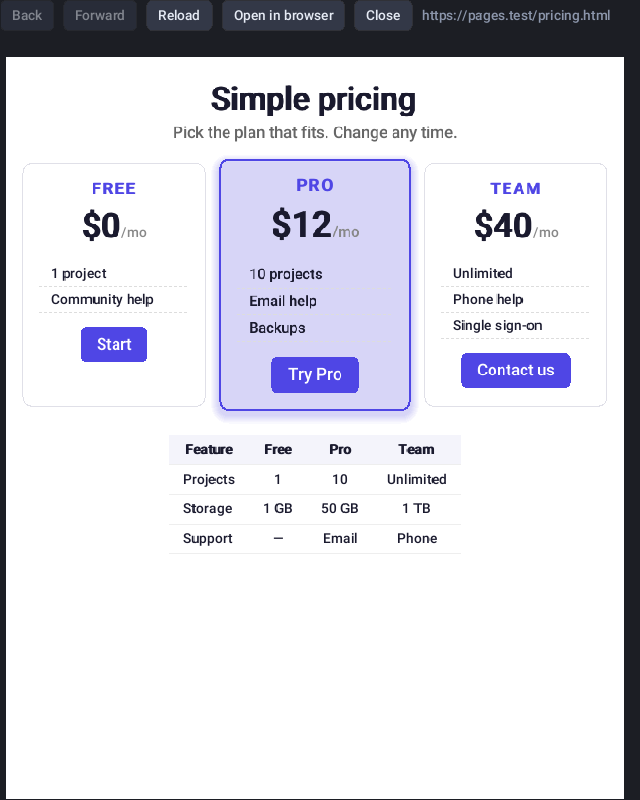 Back Forward Reload Open in browser Close https://pages.test/pricing.html
Simple pricing
Pick the plan that fits. Change any time.
FREE
$0/mo
1 project
Community help
Start
PRO
$12/mo
10 projects
Email help
Backups
Try Pro
TEAM
$40/mo
Unlimited
Phone help
Single sign-on
Contact us
Feature Free Pro Team
Projects 1 10 Unlimited
Storage 1 GB 50 GB 1 TB
Support — Email Phone